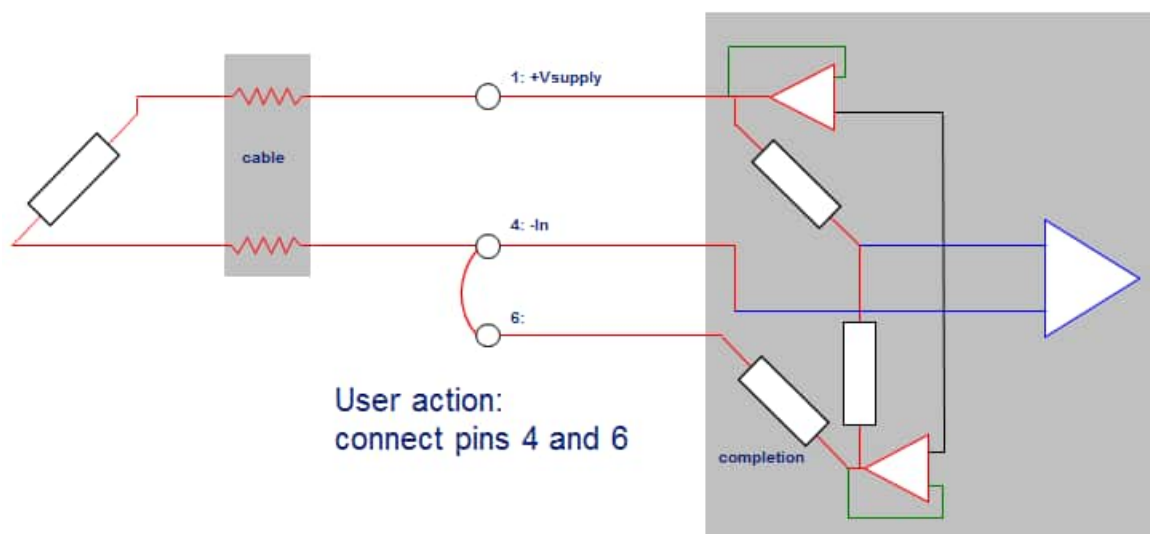 1: +Vsupply
cable
4: -In
6:
User action:
connect pins 4 and 6
completion